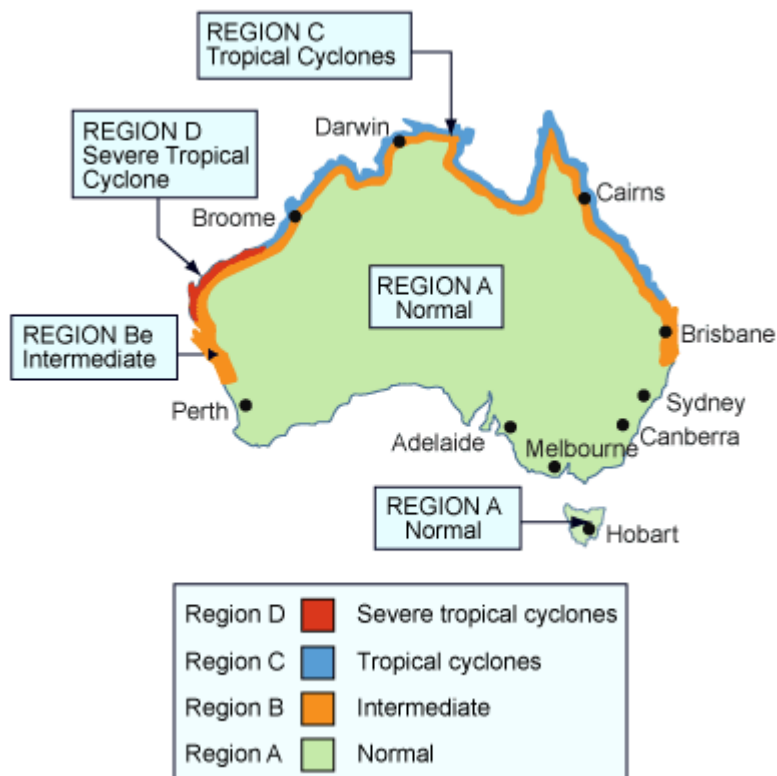 REGION C
Tropical Cyclones
REGION D
Severe Tropical
Cyclone
Darwin
Broome
Cairns
REGION A
Normal
REGION Be
Intermediate
Brisbane
Perth
Sydney
Adelaide
Canberra
Melbourne
REGION A
Normal
Hobart
Region D Severe tropical cyclones
Region C Tropical cyclones
Region B Intermediate
Region A Normal